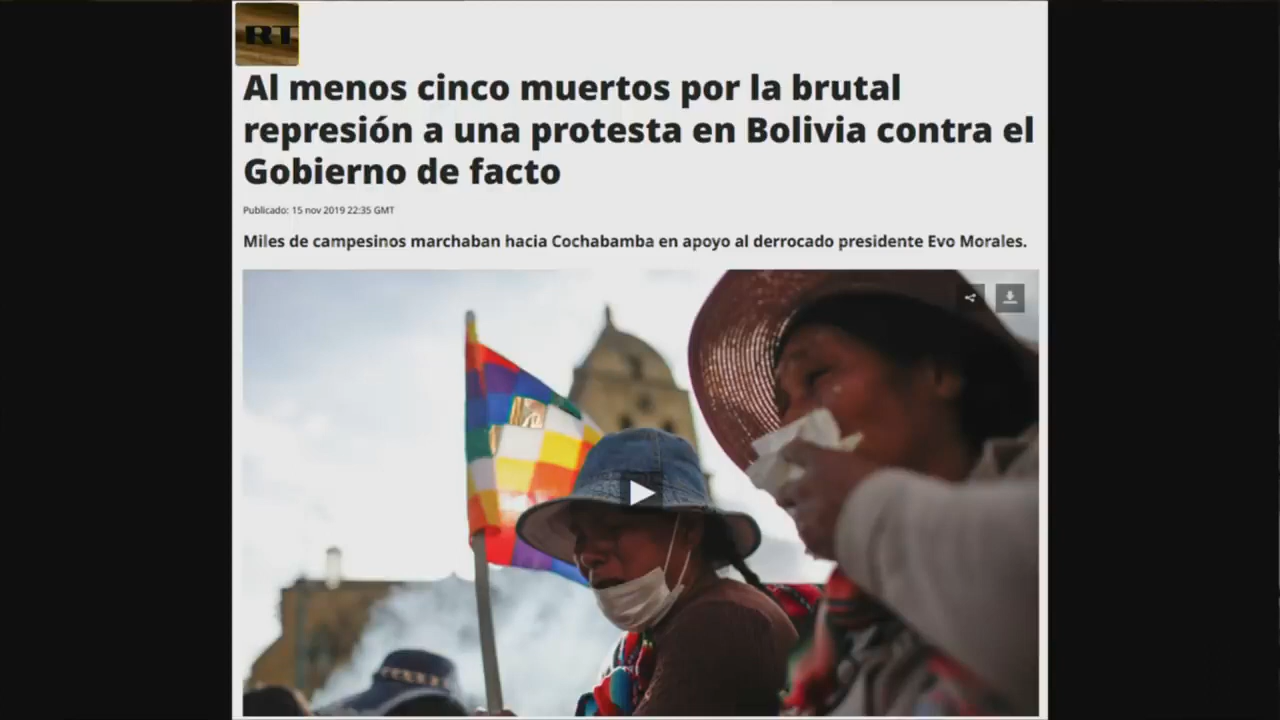 RT
Al menos cinco muertos por la brutal
represión a una protesta en Bolivia contra el
Gobierno de facto
Publicado: 15 nov 2019 22:35 GMT
Miles de campesinos marchaban hacia Cochabamba en apoyo al derrocado presidente Evo Morales.